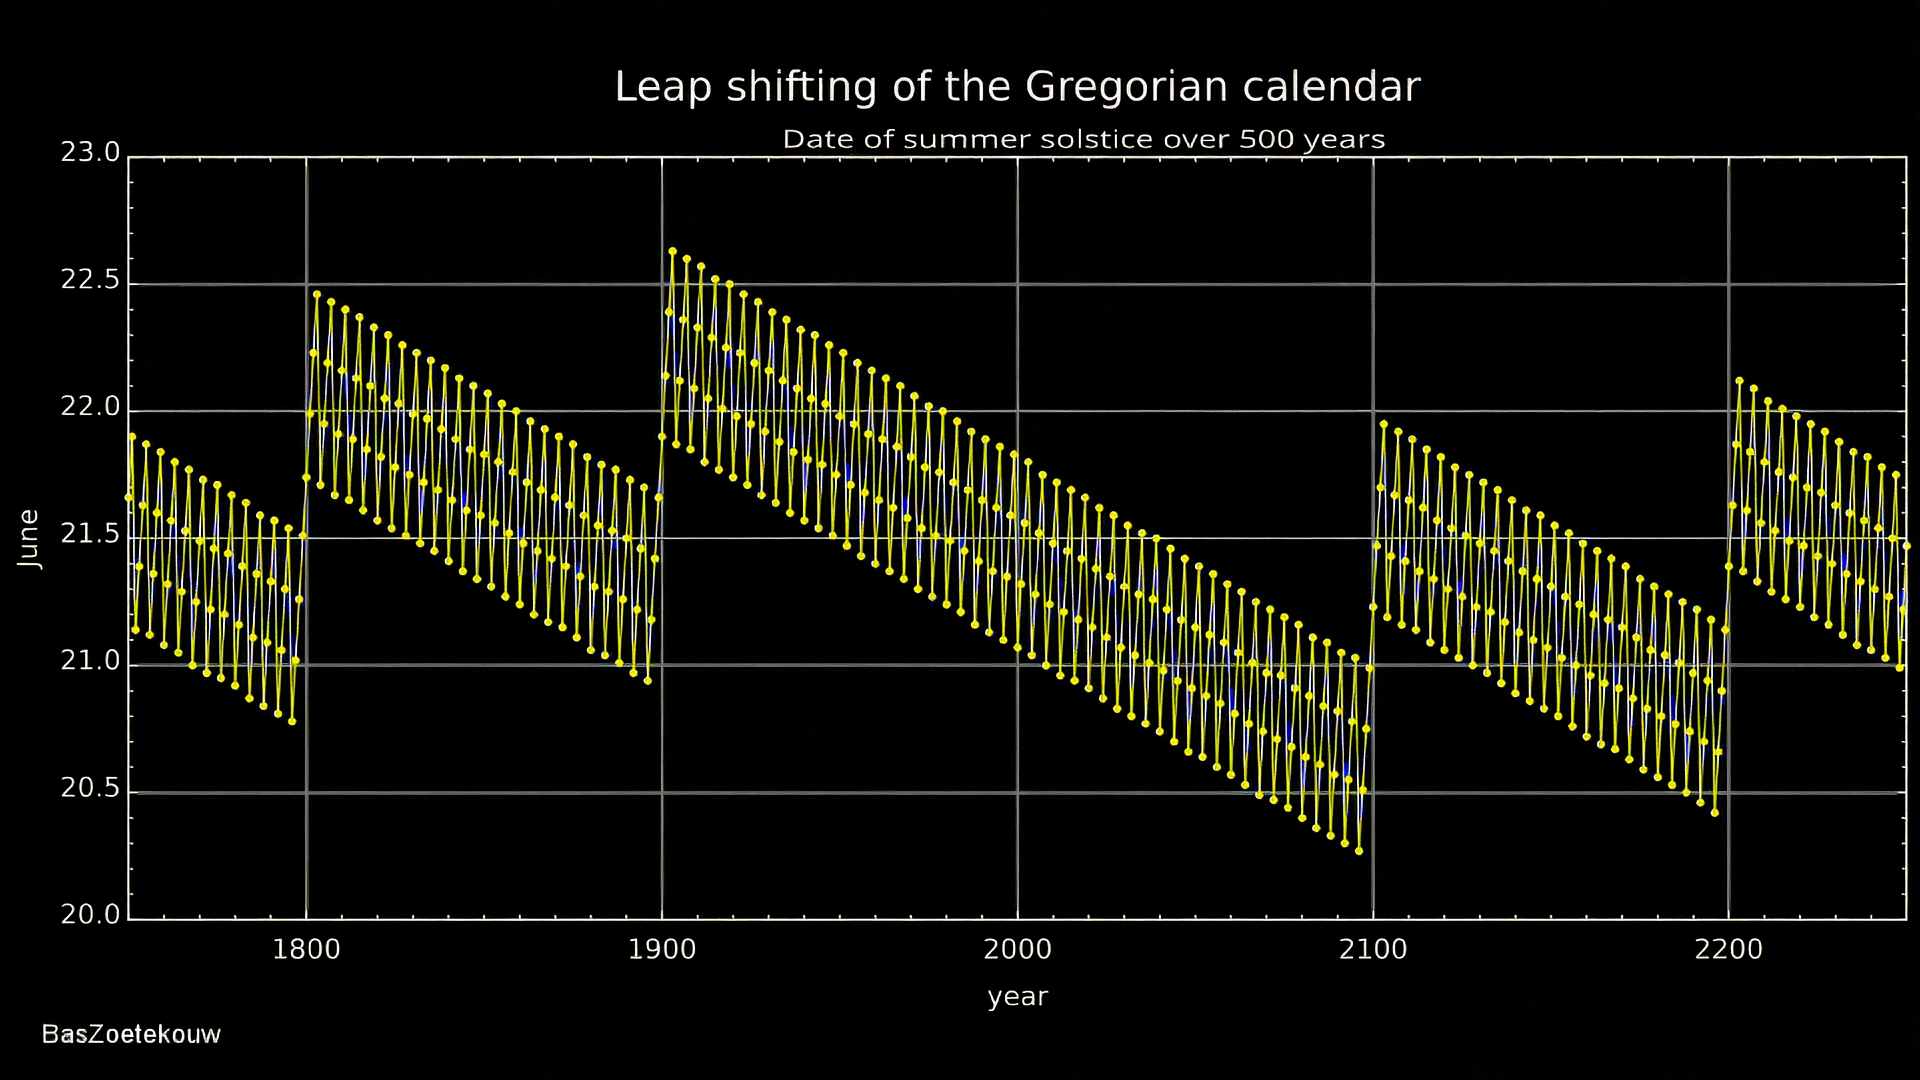 Leap shifting of the Gregorian calendar
Date of summer solstice over 500 years
23.0
22.5
22.0
21.5
21.0
20.5
20.0
June
1800 1900 2000 2100 2200
year
BasZoetekouw